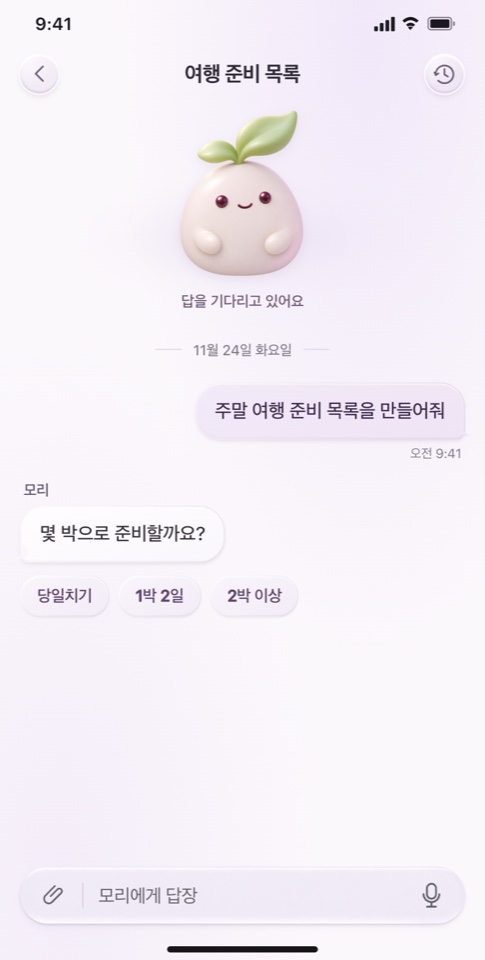 9:41
여행 준비 목록
답을 기다리고 있어요
11월 24일 화요일
주말 여행 준비 목록을 만들어줘
오전 9:41
모리
몇 박으로 준비할까요?
당일치기
1박 2일
2박 이상
모리에게 답장